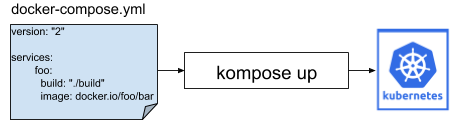 docker-compose.yml
version: "2"
services:
foo:
build: "./build"
image: docker.io/foo/bar
kompose up
kubernetes